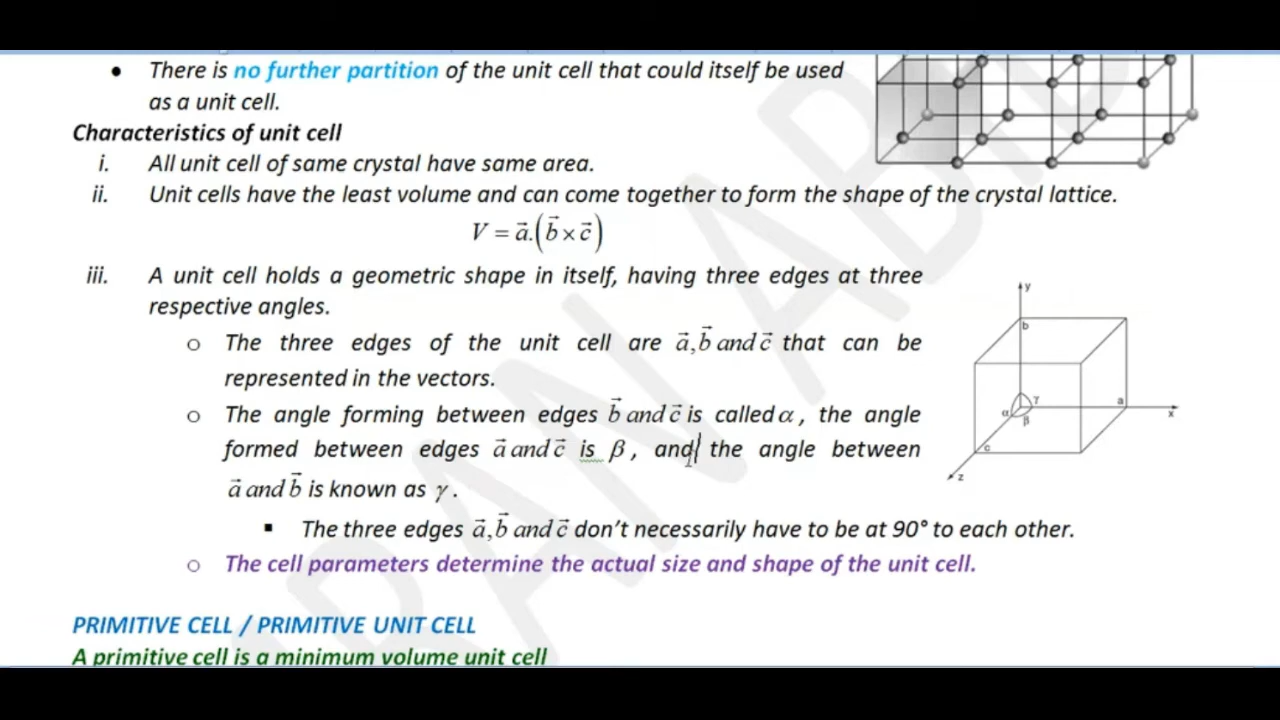 • There is no further partition of the unit cell that could itself be used
as a unit cell.
Characteristics of unit cell
i. All unit cell of same crystal have same area.
ii. Unit cells have the least volume and can come together to form the shape of the crystal lattice.
V = a⃗.(b⃗ × c⃗)
iii. A unit cell holds a geometric shape in itself, having three edges at three
respective angles.
o The three edges of the unit cell are a⃗, b⃗ and c⃗ that can be
represented in the vectors.
o The angle forming between edges b⃗ and c⃗ is called α, the angle
formed between edges a⃗ and c⃗ is β, and the angle between
a⃗ and b⃗ is known as γ.
▪ The three edges a⃗, b⃗ and c⃗ don't necessarily have to be at 90° to each other.
o The cell parameters determine the actual size and shape of the unit cell.
y
b
γ
a
α
β
x
c
z
PRIMITIVE CELL / PRIMITIVE UNIT CELL
A primitive cell is a minimum volume unit cell